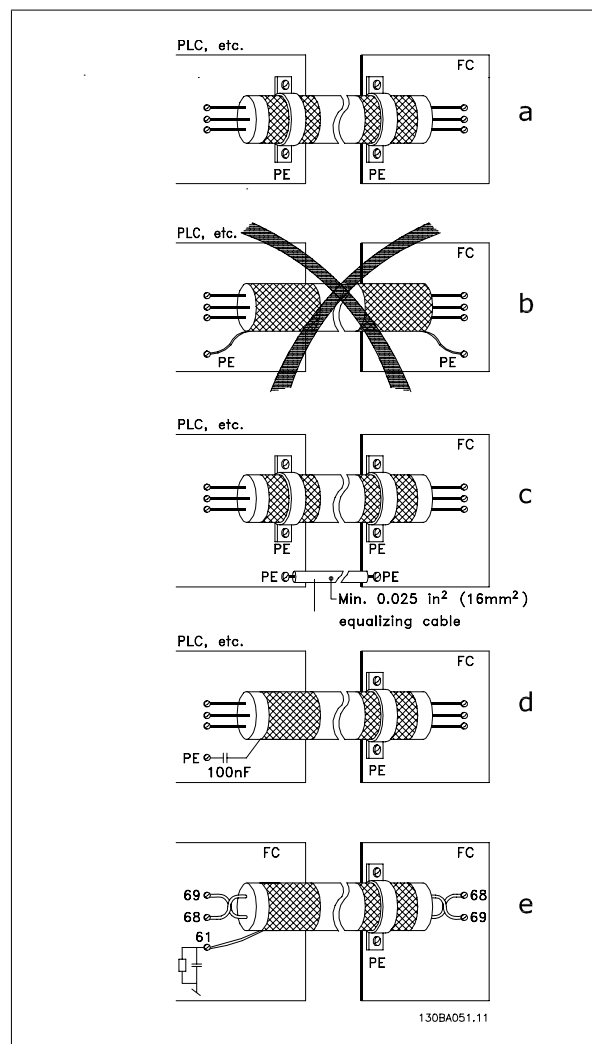 PLC, etc.
FC
a
PE
PE
PLC, etc.
FC
b
PE
PE
PLC, etc.
FC
c
PE
PE
PE
PE
Min. 0.025 in² (16mm²)
equalizing cable
PLC, etc.
FC
d
PE
100nF
PE
FC
FC
69
68
e
68
69
61
PE
130BA051.11